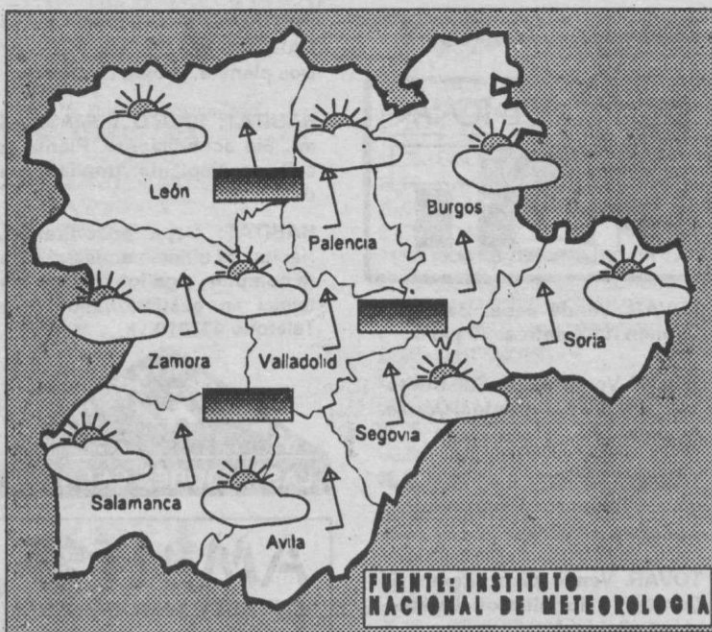 León
Palencia
Burgos
Zamora
Valladolid
Soria
Segovia
Salamanca
Avila
FUENTE: INSTITUTO
NACIONAL DE METEOROLOGIA